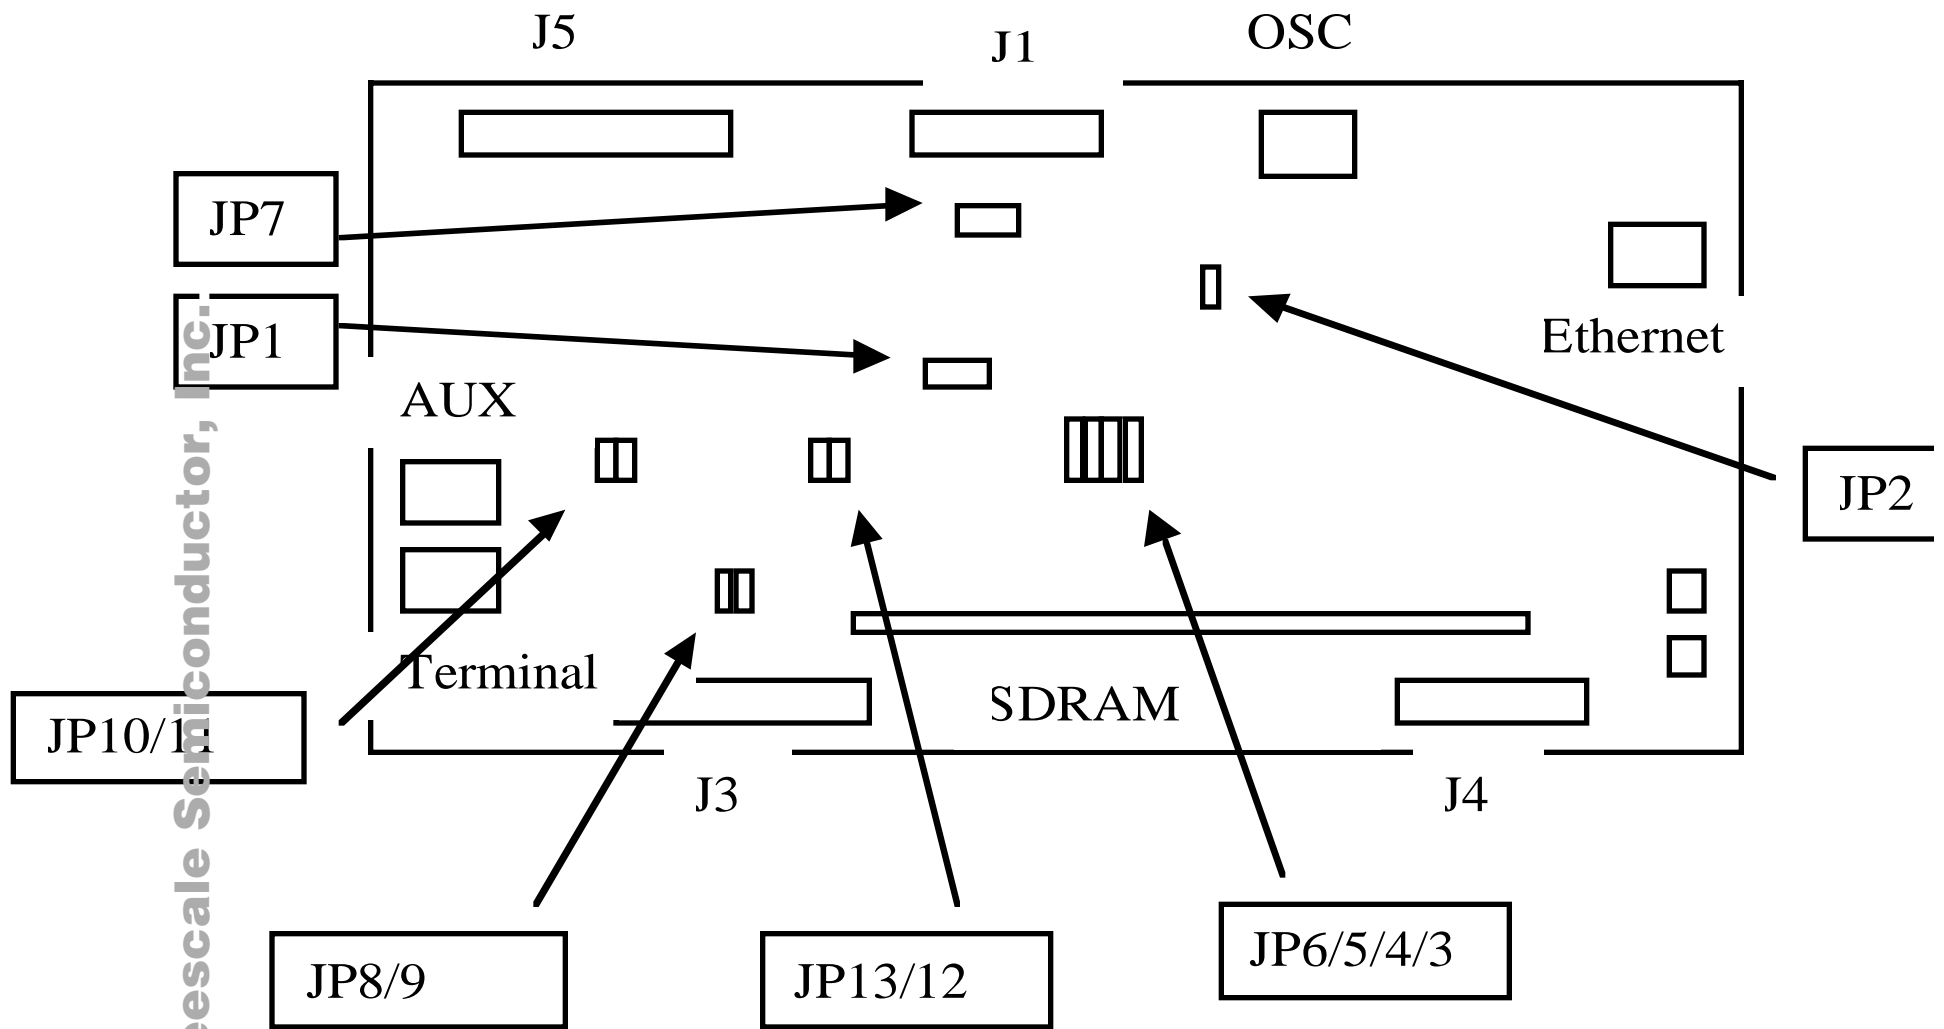 J5
J1
OSC
JP7
JP1
Ethernet
AUX
JP2
Terminal
SDRAM
JP10/11
J3
J4
JP6/5/4/3
JP8/9
JP13/12
Semiconductor, Inc.